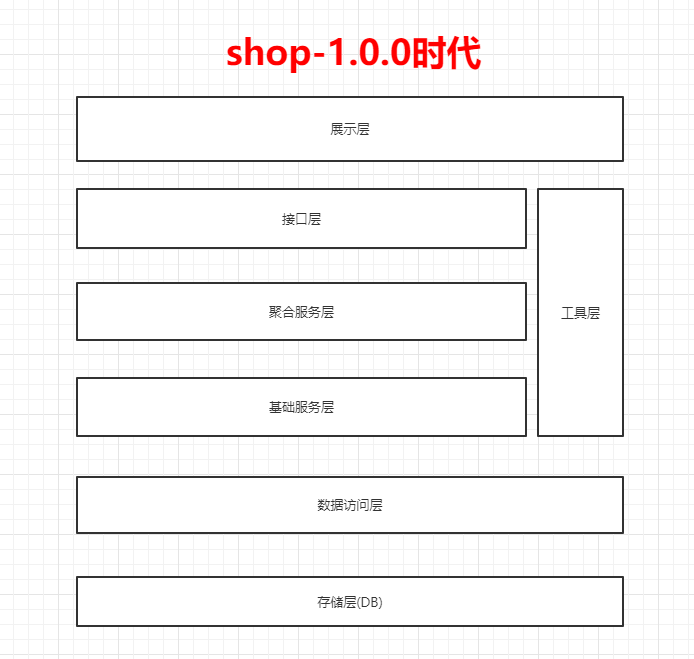 shop-1.0.0时代
展示层
接口层
聚合服务层
工具层
基础服务层
数据访问层
存储层(DB)